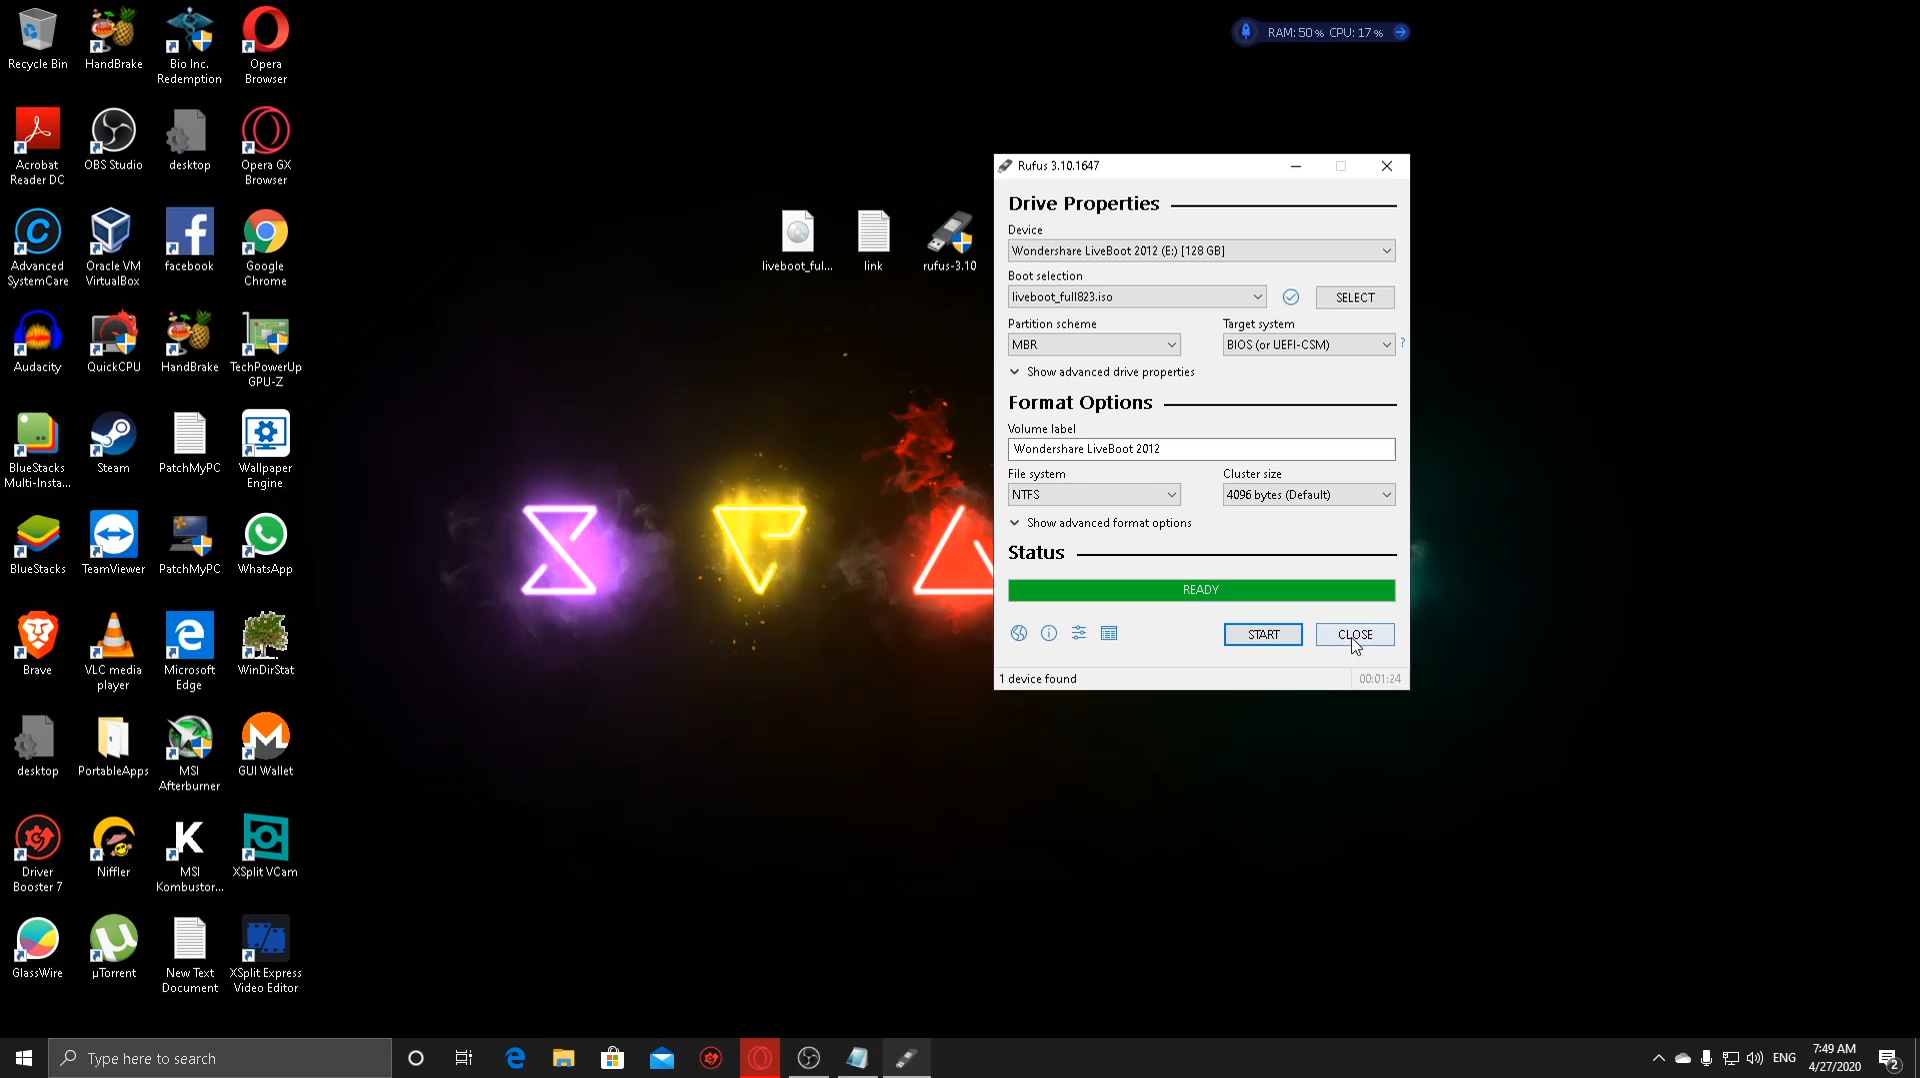 Recycle Bin
HandBrake
Bio Inc.
Redemption
Opera
Browser
Acrobat
Reader DC
OBS Studio
desktop
Opera GX
Browser
Advanced
SystemCare
Oracle VM
VirtualBox
facebook
Google
Chrome
Audacity
QuickCPU
HandBrake
TechPowerUp
GPU-Z
BlueStacks
Multi-Insta...
Steam
PatchMyPC
Wallpaper
Engine
BlueStacks
TeamViewer
PatchMyPC
WhatsApp
Brave
VLC media
player
Microsoft
Edge
WinDirStat
desktop
PortableApps
MSI
Afterburner
GUI Wallet
Driver
Booster 7
Niffler
MSI
Kombustor...
XSplit VCam
GlassWire
µTorrent
New Text
Document
XSplit Express
Video Editor
liveboot_ful...
link
rufus-3.10
RAM: 50 % CPU: 17 %
Rufus 3.10.1647
Drive Properties
Device
Wondershare LiveBoot 2012 (E:) [128 GB]
Boot selection
liveboot_full823.iso
SELECT
Partition scheme
Target system
MBR
BIOS (or UEFI-CSM)
?
Show advanced drive properties
Format Options
Volume label
Wondershare LiveBoot 2012
File system
Cluster size
NTFS
4096 bytes (Default)
Show advanced format options
Status
READY
START
CLOSE
1 device found
00:01:24
Type here to search
ENG
7:49 AM
4/27/2020
2